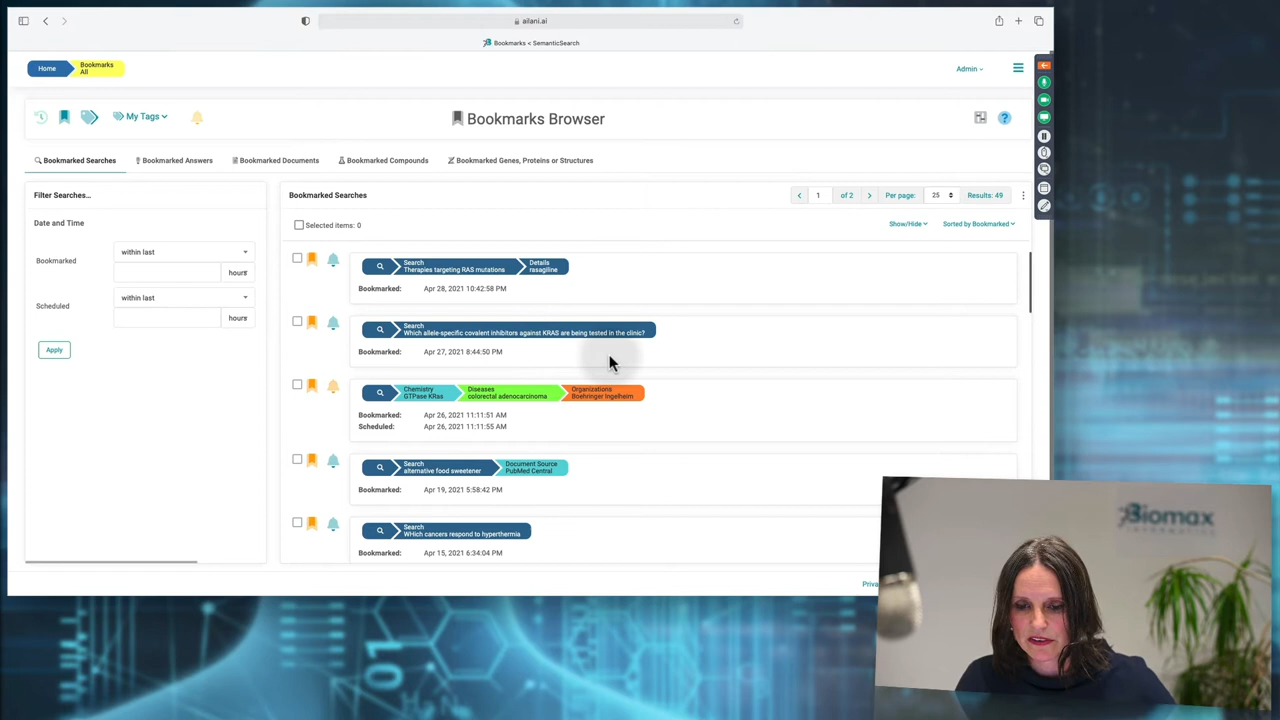 ailani.ai
Bookmarks < SemanticSearch
Home
Bookmarks
All
Admin
My Tags
Bookmarks Browser
Bookmarked Searches
Bookmarked Answers
Bookmarked Documents
Bookmarked Compounds
Bookmarked Genes, Proteins or Structures
Filter Searches...
Date and Time
Bookmarked
within last
hours
Scheduled
within last
hours
Apply
Bookmarked Searches
1 of 2 Per page: 25 Results: 49
Selected items: 0
Show/Hide
Sorted by Bookmarked
Search
Therapies targeting RAS mutations
Details
rasagiline
Bookmarked: Apr 28, 2021 10:42:58 PM
Search
Which allele-specific covalent inhibitors against KRAS are being tested in the clinic?
Bookmarked: Apr 27, 2021 8:44:50 PM
Chemistry
GTPase KRas
Diseases
colorectal adenocarcinoma
Organizations
Boehringer Ingelheim
Bookmarked: Apr 26, 2021 11:11:51 AM
Scheduled: Apr 26, 2021 11:11:55 AM
Search
alternative food sweetener
Document Source
PubMed Central
Bookmarked: Apr 19, 2021 5:58:42 PM
Search
WHich cancers respond to hyperthermia
Bookmarked: Apr 15, 2021 6:34:04 PM
Priva
Biomax
INFORMATICS
01